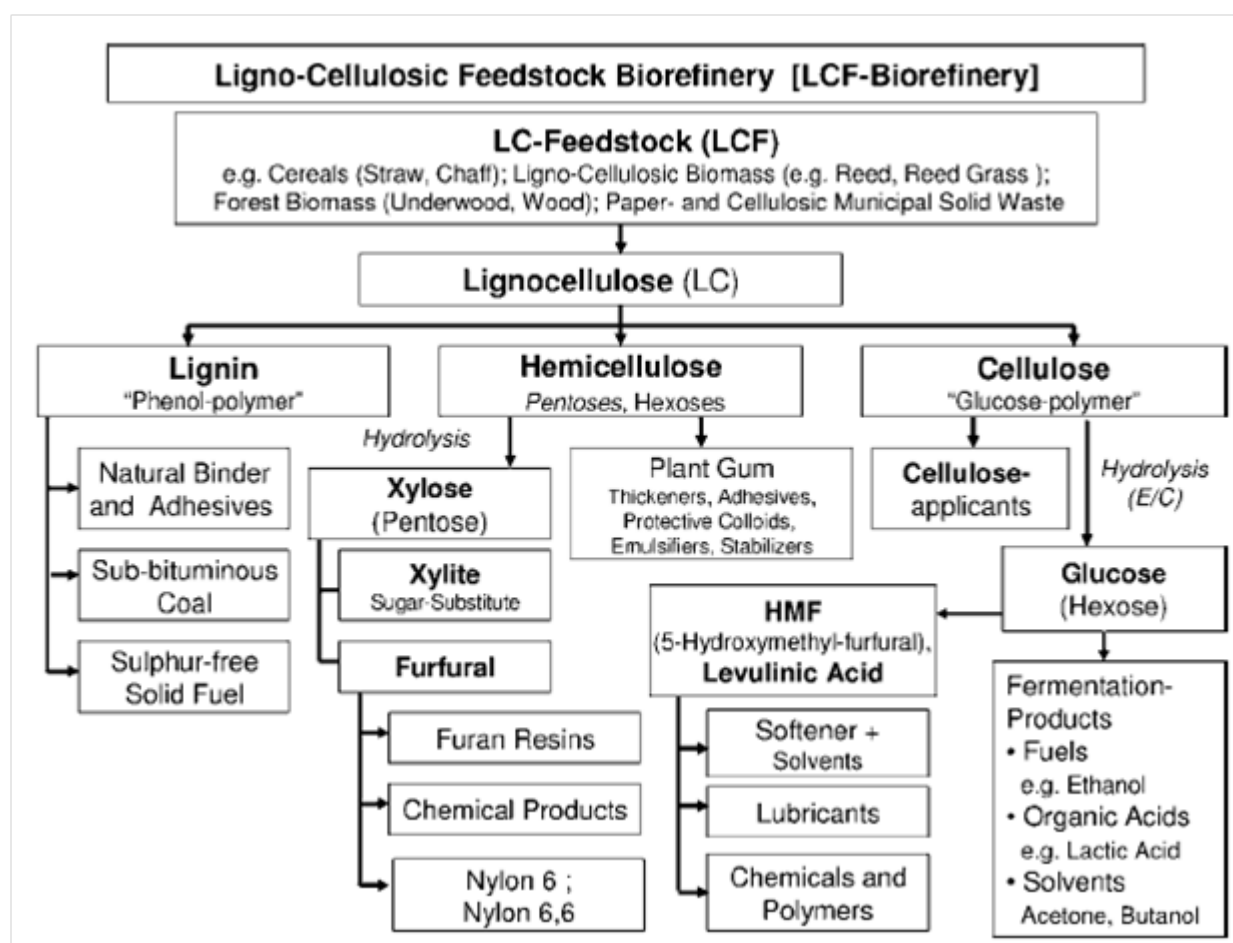 Ligno-Cellulosic Feedstock Biorefinery [LCF-Biorefinery]
LC-Feedstock (LCF)
e.g. Cereals (Straw, Chaff); Ligno-Cellulosic Biomass (e.g. Reed, Reed Grass );
Forest Biomass (Underwood, Wood); Paper- and Cellulosic Municipal Solid Waste
Lignocellulose (LC)
Lignin
“Phenol-polymer”
Hemicellulose
Pentoses, Hexoses
Cellulose
“Glucose-polymer”
Natural Binder
and Adhesives
Sub-bituminous
Coal
Sulphur-free
Solid Fuel
Hydrolysis
Xylose
(Pentose)
Xylite
Sugar-Substitute
Furfural
Furan Resins
Chemical Products
Nylon 6 ;
Nylon 6,6
Plant Gum
Thickeners, Adhesives,
Protective Colloids,
Emulsifiers, Stabilizers
Cellulose-
applicants
Hydrolysis
(E/C)
Glucose
(Hexose)
HMF
(5-Hydroxymethyl-furfural),
Levulinic Acid
Softener +
Solvents
Lubricants
Chemicals and
Polymers
Fermentation-
Products
• Fuels
e.g. Ethanol
• Organic Acids
e.g. Lactic Acid
• Solvents
Acetone, Butanol